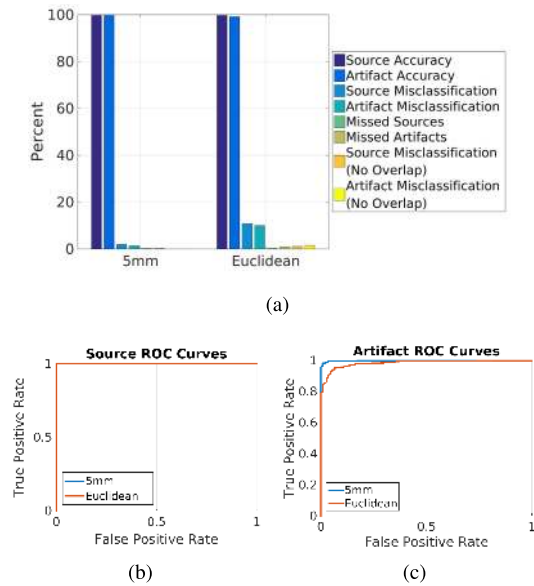 100
80
60
40
20
0
Percent
5mm
Euclidean
Source Accuracy
Artifact Accuracy
Source Misclassification
Artifact Misclassification
Missed Sources
Missed Artifacts
Source Misclassification
(No Overlap)
Artifact Misclassification
(No Overlap)
(a)
Source ROC Curves
True Positive Rate
1
0.5
0
5mm
Euclidean
0
0.5
1
False Positive Rate
(b)
Artifact ROC Curves
True Positive Rate
1
0.8
0.6
0.4
0.2
0
5mm
Euclidean
0
0.5
1
False Positive Rate
(c)